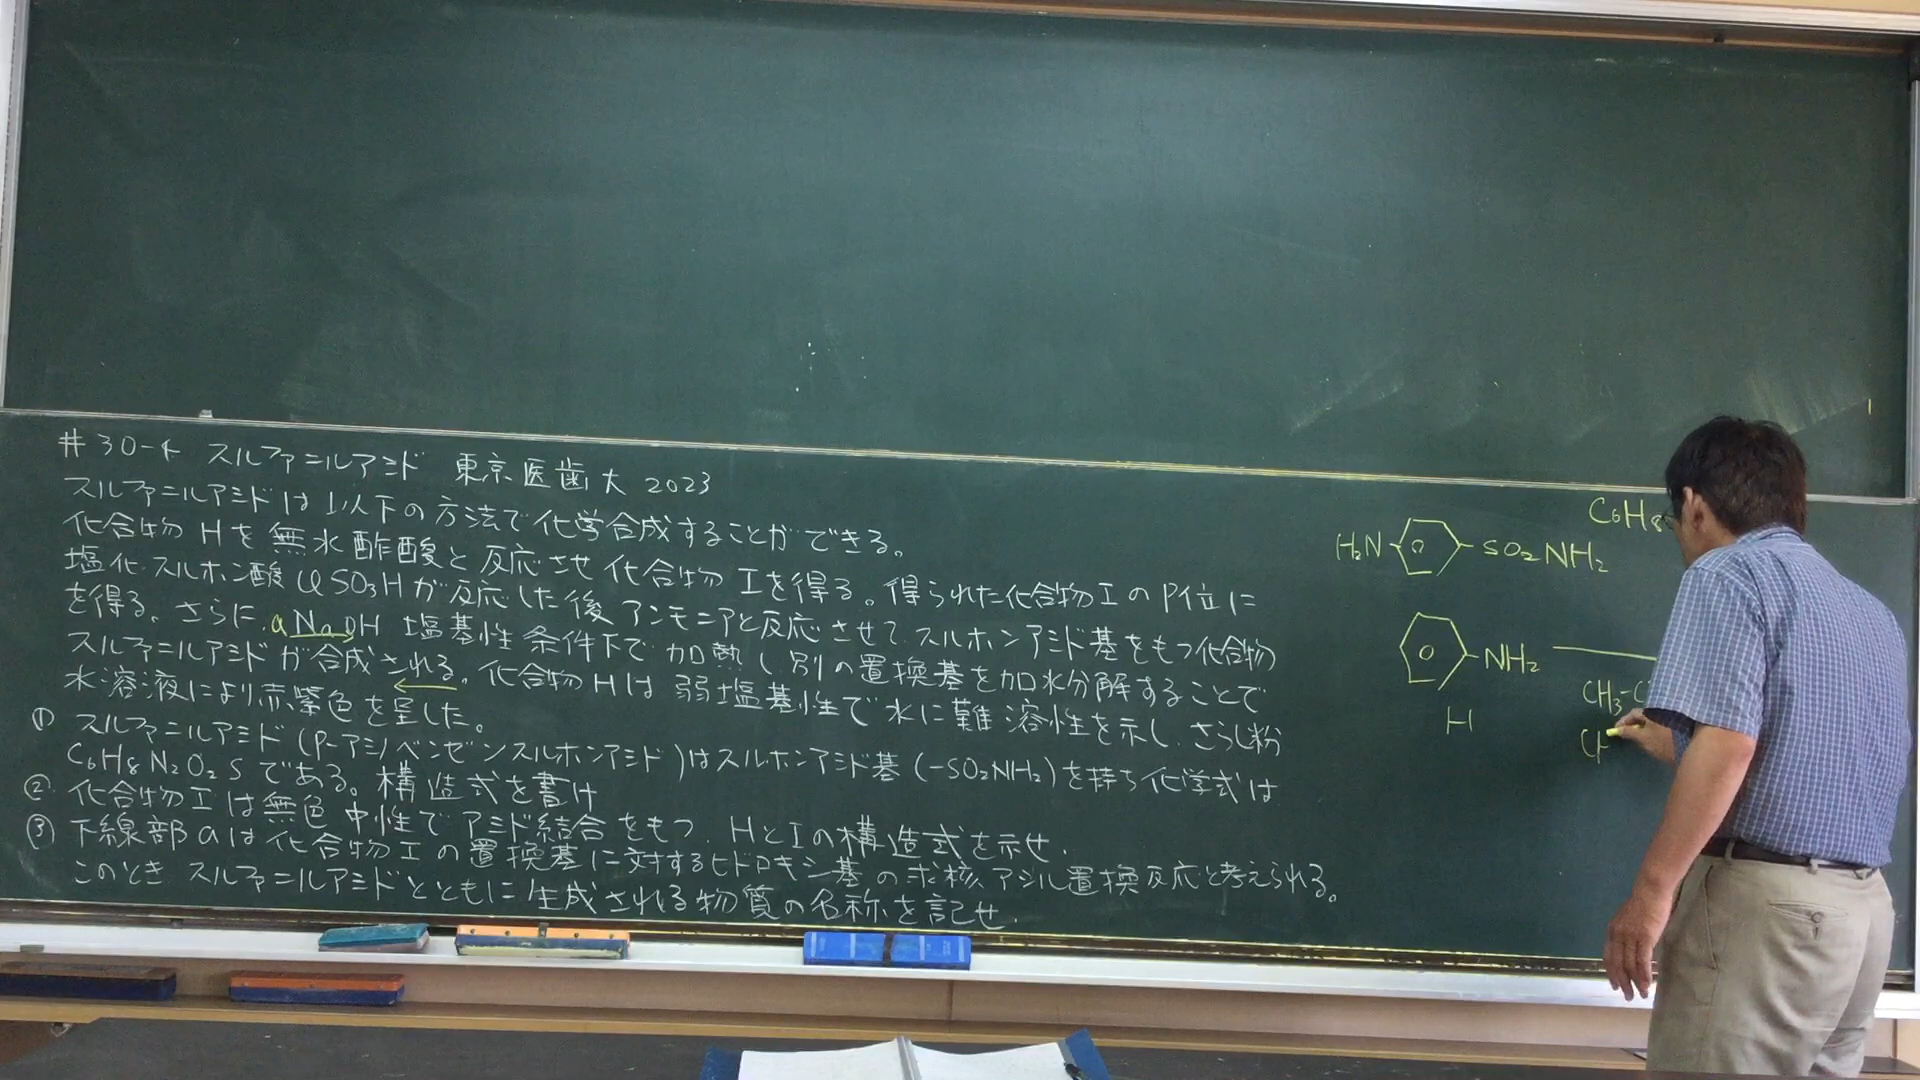 #30-4 スルファニルアミド 東京医歯大 2023
スルファニルアミドは以下の方法で化学合成することができる。
化合物Hを無水酢酸と反応させ化合物Iを得る。得られた化合物Iのp位に
塩化スルホン酸ClSO₃Hが反応した後アンモニアと反応させて、スルホンアミド基をもつ化合物
を得る。さらに、a NaOH 塩基性条件下で加熱し別の置換基を加水分解することで
スルファニルアミドが合成される。化合物Hは弱塩基性で水に難溶性を示し、さらし粉
水溶液により赤紫色を呈した。
① スルファニルアミド(P-アミノベンゼンスルホンアミド)はスルホンアミド基(-SO₂NH₂)を持ち化学式は
C₆H₈N₂O₂Sである。構造式を書け
② 化合物Iは無色中性でアミド結合をもつ. HとIの構造式を示せ.
③ 下線部aは化合物Iの置換基に対するヒドロキシ基の求核アシル置換反応と考えられる。
このとき スルファニルアミドとともに生成される物質の名称を記せ.
C₆H₈
H₂N- -SO₂NH₂
-NH₂
CH₃-C
H
CH